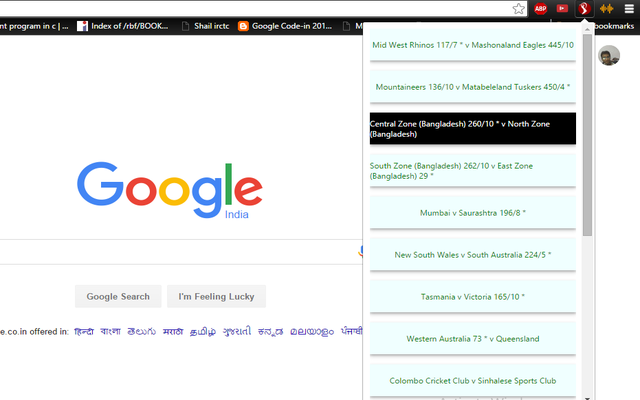 ABP
nt program in c | ...
Index of /rbf/BOOK...
Shail irctc
Google Code-in 201...
M
bookmarks
Mid West Rhinos 117/7 * v Mashonaland Eagles 445/10
Mountaineers 136/10 v Matabeleland Tuskers 450/4 *
Central Zone (Bangladesh) 260/10 * v North Zone
(Bangladesh)
South Zone (Bangladesh) 262/10 v East Zone
(Bangladesh) 29 *
Mumbai v Saurashtra 196/8 *
New South Wales v South Australia 224/5 *
Tasmania v Victoria 165/10 *
Western Australia 73 * v Queensland
Colombo Cricket Club v Sinhalese Sports Club
Google
India
Google Search
I'm Feeling Lucky
e.co.in offered in: हिन्दी বাংলা తెలుగు मराठी தமிழ் ગુજરાતી ಕನ್ನಡ മലയാളം ਪੰਜਾਬੀ